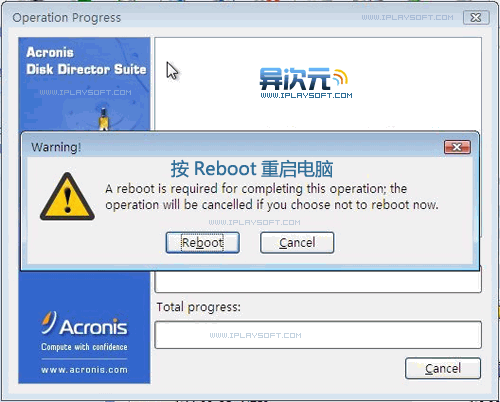 Operation Progress
WWW.IPLAYSOFT.COM
Acronis
Disk Director Suite
WWW.IPLAYSOFT.COM
异次元
WWW.IPLAYSOFT.COM
Warning!
按 Reboot 重启电脑
A reboot is required for completing this operation; the
operation will be cancelled if you choose not to reboot now.
WWW.IPLAYSOFT.COM
Reboot
Cancel
Total progress:
WWW.IPLAYSOFT.COM
Acronis
Compute with confidence
www.acronis.com
Cancel